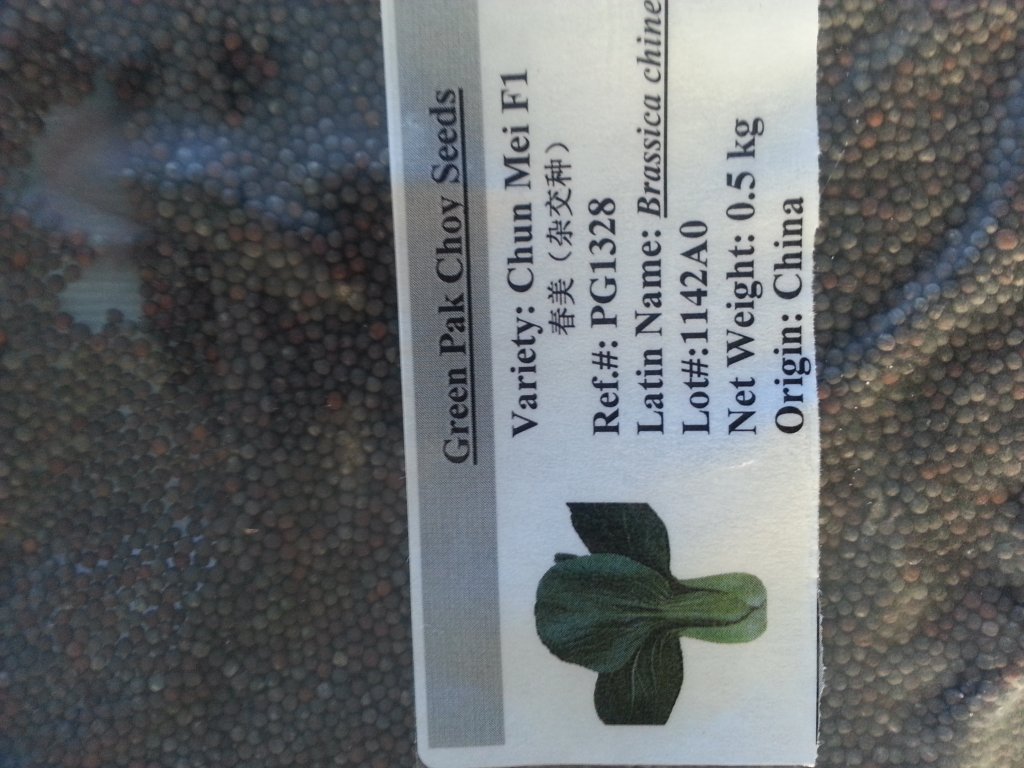 Green Pak Choy Seeds
Variety: Chun Mei F1
春美（杂交种）
Ref.#: PG1328
Latin Name: Brassica chine
Lot#:1142A0
Net Weight: 0.5 kg
Origin: China